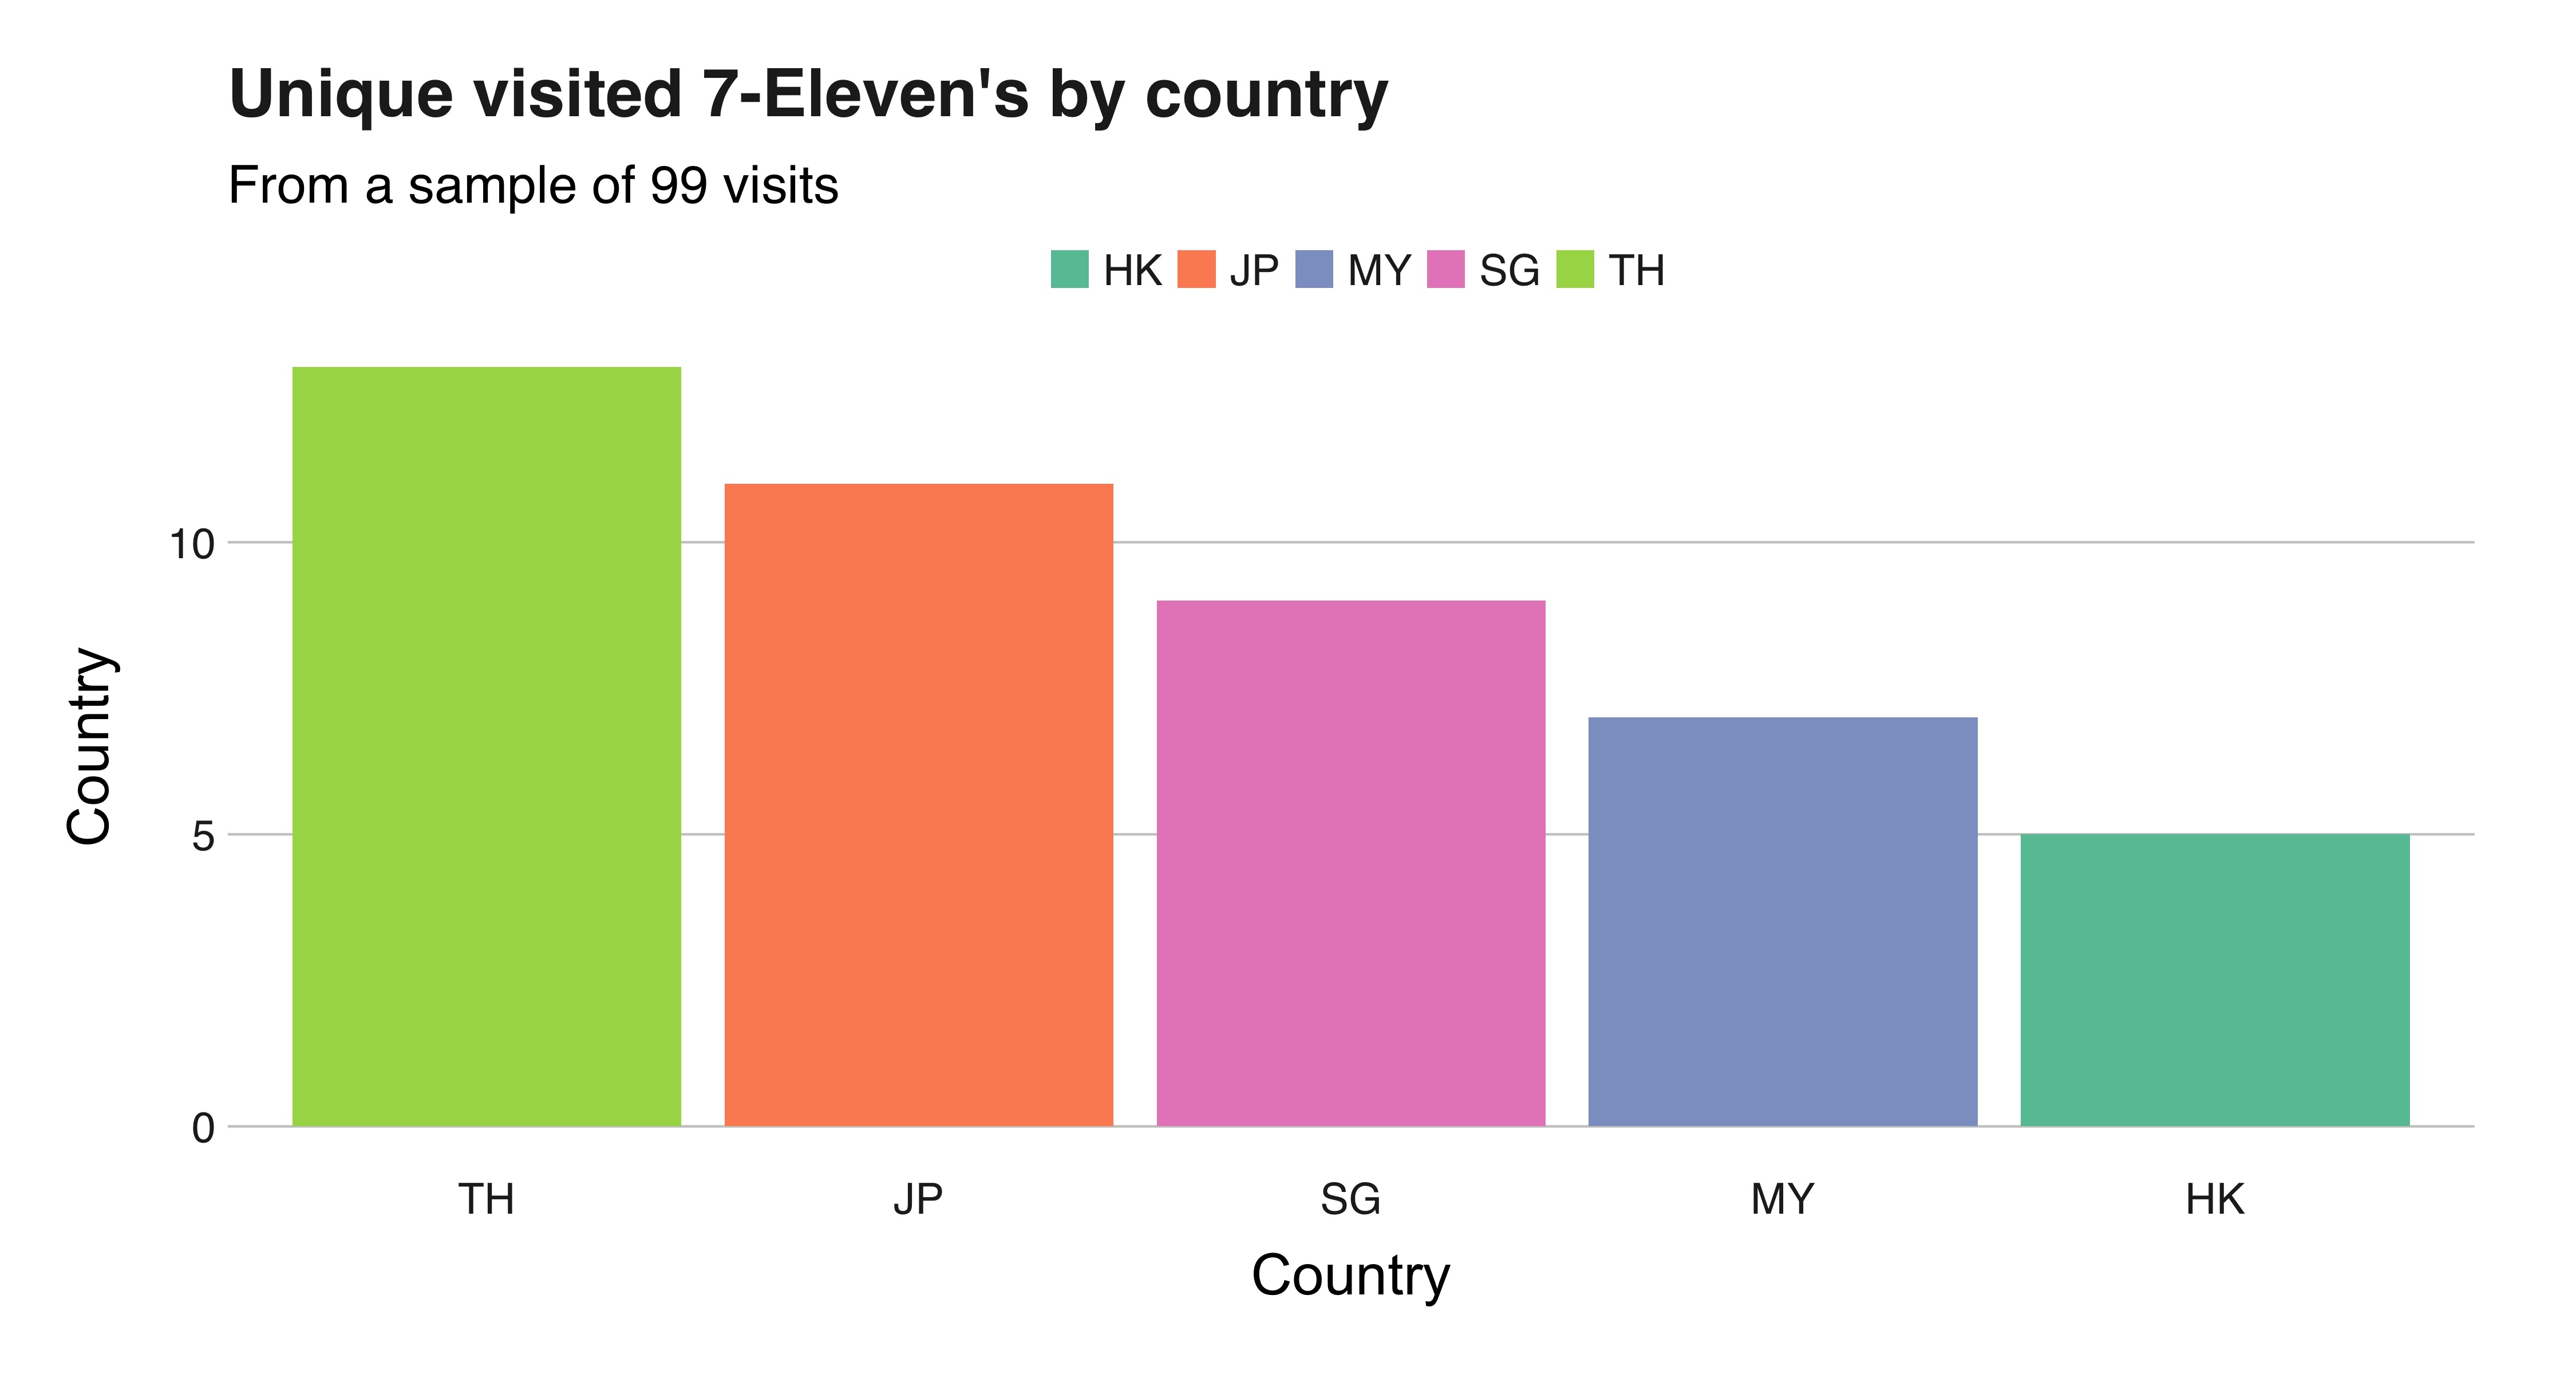 Unique visited 7-Eleven's by country
From a sample of 99 visits
HK JP MY SG TH
10
5
0
Country
TH JP SG MY HK
Country